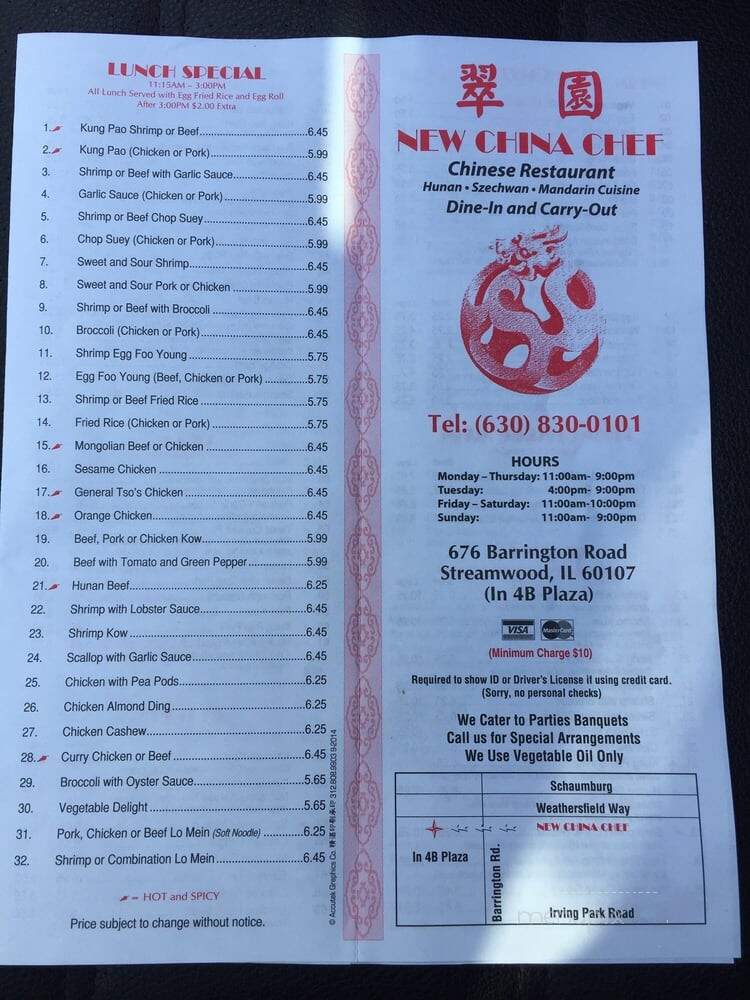 LUNCH SPECIAL
11:15AM – 3:00PM
All Lunch Served with Egg Fried Rice and Egg Roll
After 3:00PM $2.00 Extra
1. Kung Pao Shrimp or Beef 6.45
2. Kung Pao (Chicken or Pork) 5.99
3. Shrimp or Beef with Garlic Sauce 6.45
4. Garlic Sauce (Chicken or Pork) 5.99
5. Shrimp or Beef Chop Suey 6.45
6. Chop Suey (Chicken or Pork) 5.99
7. Sweet and Sour Shrimp 6.45
8. Sweet and Sour Pork or Chicken 5.99
9. Shrimp or Beef with Broccoli 6.45
10. Broccoli (Chicken or Pork) 6.45
11. Shrimp Egg Foo Young 5.75
12. Egg Foo Young (Beef, Chicken or Pork) 5.75
13. Shrimp or Beef Fried Rice 5.75
14. Fried Rice (Chicken or Pork) 5.75
15. Mongolian Beef or Chicken 6.45
16. Sesame Chicken 6.45
17. General Tso's Chicken 6.45
18. Orange Chicken 6.45
19. Beef, Pork or Chicken Kow 5.99
20. Beef with Tomato and Green Pepper 5.99
21. Hunan Beef 6.25
22. Shrimp with Lobster Sauce 6.45
23. Shrimp Kow 6.45
24. Scallop with Garlic Sauce 6.45
25. Chicken with Pea Pods 6.25
26. Chicken Almond Ding 6.25
27. Chicken Cashew 6.25
28. Curry Chicken or Beef 6.45
29. Broccoli with Oyster Sauce 5.65
30. Vegetable Delight 5.65
31. Pork, Chicken or Beef Lo Mein (Soft Noodle) 6.25
32. Shrimp or Combination Lo Mein 6.45
= HOT and SPICY
Price subject to change without notice.
© Accutek Graphics Co. 312.808.9903 9-2014
翠園
NEW CHINA CHEF
Chinese Restaurant
Hunan • Szechwan • Mandarin Cuisine
Dine-In and Carry-Out
Tel: (630) 830-0101
HOURS
Monday – Thursday: 11:00am- 9:00pm
Tuesday: 4:00pm- 9:00pm
Friday – Saturday: 11:00am-10:00pm
Sunday: 11:00am- 9:00pm
676 Barrington Road
Streamwood, IL 60107
(In 4B Plaza)
VISA MasterCard
(Minimum Charge $10)
Required to show ID or Driver's License if using credit card.
(Sorry, no personal checks)
We Cater to Parties Banquets
Call us for Special Arrangements
We Use Vegetable Oil Only
Schaumburg
Weathersfield Way
NEW CHINA CHEF
In 4B Plaza
Barrington Rd.
Irving Park Road